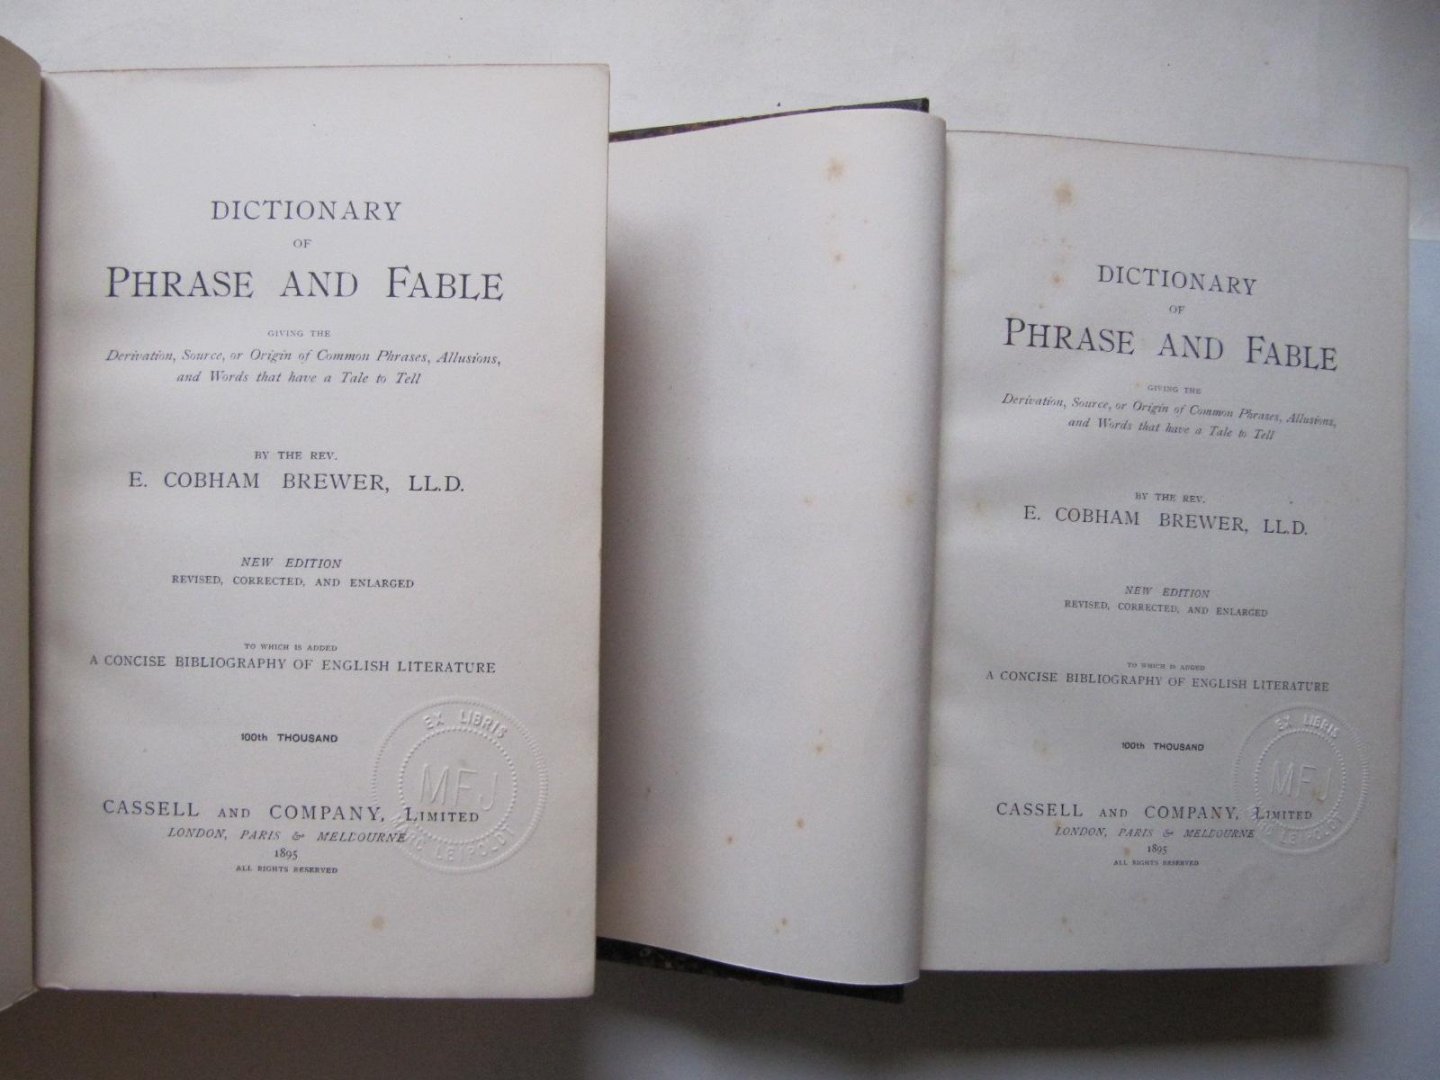 DICTIONARY
OF
PHRASE AND FABLE
GIVING THE
Derivation, Source, or Origin of Common Phrases, Allusions,
and Words that have a Tale to Tell
BY THE REV.
E. COBHAM BREWER, LL.D.
NEW EDITION
REVISED, CORRECTED, AND ENLARGED
TO WHICH IS ADDED
A CONCISE BIBLIOGRAPHY OF ENGLISH LITERATURE
100th THOUSAND
EX LIBRIS
MFJ
LEIPOLDT
CASSELL AND COMPANY, LIMITED
LONDON, PARIS & MELBOURNE
1895
ALL RIGHTS RESERVED
DICTIONARY
OF
PHRASE AND FABLE
GIVING THE
Derivation, Source, or Origin of Common Phrases, Allusions,
and Words that have a Tale to Tell
BY THE REV.
E. COBHAM BREWER, LL.D.
NEW EDITION
REVISED, CORRECTED, AND ENLARGED
TO WHICH IS ADDED
A CONCISE BIBLIOGRAPHY OF ENGLISH LITERATURE
100th THOUSAND
EX LIBRIS
MFJ
LEIPOLDT
CASSELL AND COMPANY, LIMITED
LONDON, PARIS & MELBOURNE
1895
ALL RIGHTS RESERVED